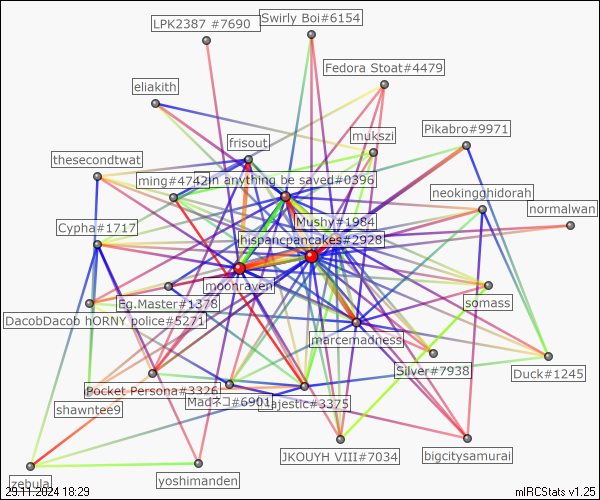 LPK2387 #7690
Swirly Boi#6154
Fedora Stoat#4479
eliakith
mukszi
Pikabro#9971
frisout
thesecondtwat
ming#4742
in anything be saved#0396
neokingghidorah
normalwan
Mushy#1984
Cypha#1717
hispancpancakes#2928
moonraven
somass
Eg.Master#1378
DacobDacob hORNY police#5271
marcemadness
Silver#7938
Duck#1245
Pocket Persona#3326
Madネコ#6901
ajestic#3375
shawntee9
JKOUYH VIII#7034
bigcitysamurai
zebula
yoshimanden
29.11.2024 18:29
mIRCStats v1.25